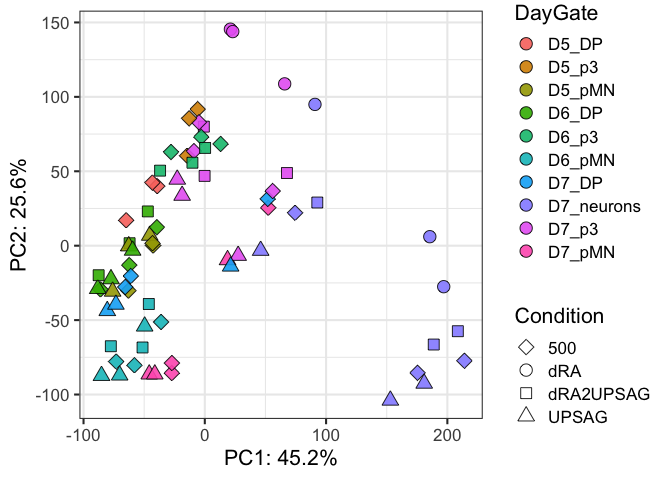 150
100
50
0
-50
-100
PC2: 25.6%
-100
0
100
200
PC1: 45.2%
DayGate
D5_DP
D5_p3
D5_pMN
D6_DP
D6_p3
D6_pMN
D7_DP
D7_neurons
D7_p3
D7_pMN
Condition
500
dRA
dRA2UPSAG
UPSAG